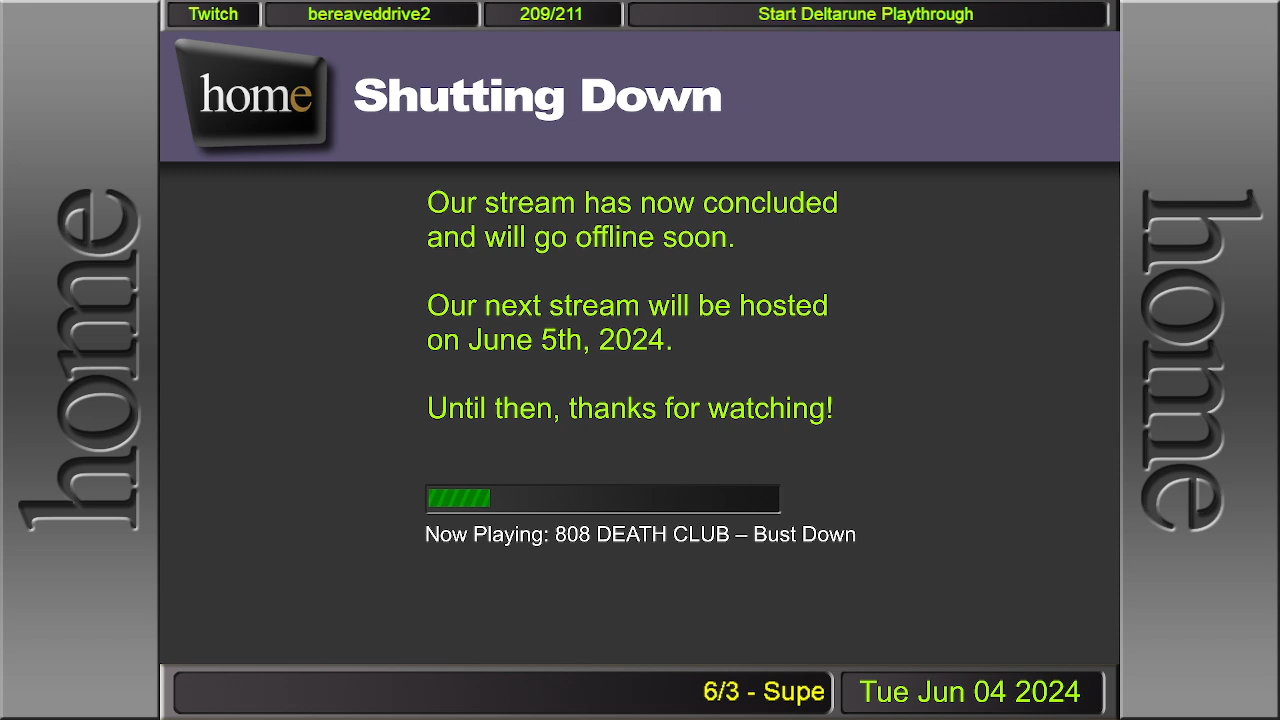 Twitch
bereaveddrive2
209/211
Start Deltarune Playthrough
home
Shutting Down
home
home
Our stream has now concluded
and will go offline soon.
Our next stream will be hosted
on June 5th, 2024.
Until then, thanks for watching!
Now Playing: 808 DEATH CLUB – Bust Down
6/3 - Supe
Tue Jun 04 2024